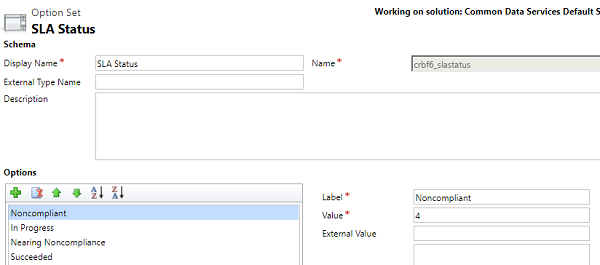 Option Set
Working on solution: Common Data Services Default S
SLA Status
Schema
Display Name* SLA Status Name* crbf6_slastatus
External Type Name
Description
Options
A Z Z A
Noncompliant
In Progress
Nearing Noncompliance
Succeeded
Label* Noncompliant
Value* 4
External Value